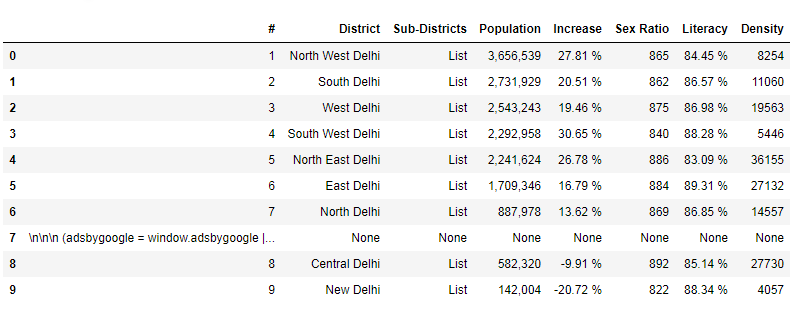 # District Sub-Districts Population Increase Sex Ratio Literacy Density
0 1 North West Delhi List 3,656,539 27.81 % 865 84.45 % 8254
1 2 South Delhi List 2,731,929 20.51 % 862 86.57 % 11060
2 3 West Delhi List 2,543,243 19.46 % 875 86.98 % 19563
3 4 South West Delhi List 2,292,958 30.65 % 840 88.28 % 5446
4 5 North East Delhi List 2,241,624 26.78 % 886 83.09 % 36155
5 6 East Delhi List 1,709,346 16.79 % 884 89.31 % 27132
6 7 North Delhi List 887,978 13.62 % 869 86.85 % 14557
7 \n\n\n (adsbygoogle = window.adsbygoogle |... None None None None None None None
8 8 Central Delhi List 582,320 -9.91 % 892 85.14 % 27730
9 9 New Delhi List 142,004 -20.72 % 822 88.34 % 4057